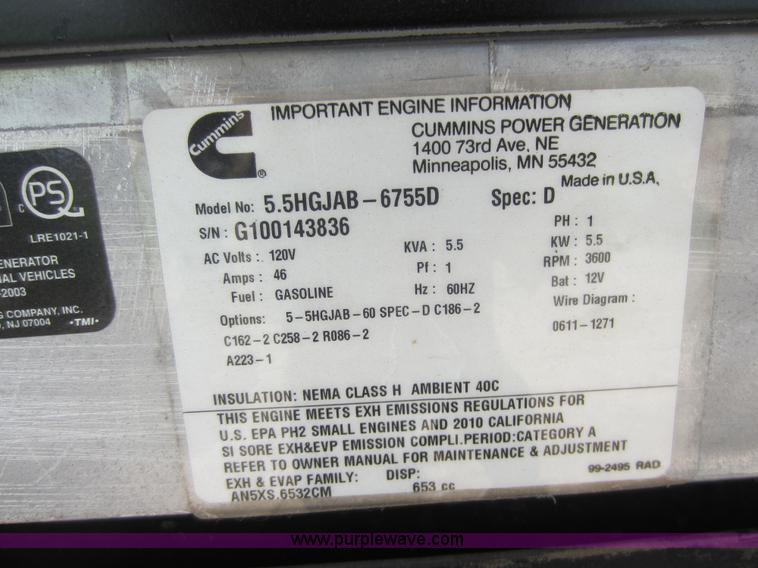 IMPORTANT ENGINE INFORMATION
Cummins
CUMMINS POWER GENERATION
1400 73rd Ave, NE
Minneapolis, MN 55432
Made in U.S.A,
Model No: 5.5HGJAB-6755D Spec: D
S/N : G100143836
PH : 1
AC Volts : 120V KVA : 5.5 KW : 5.5
Amps : 46 Pf : 1 RPM : 3600
Fuel : GASOLINE Hz : 60HZ Bat : 12V
Wire Diagram :
Options: 5-5HGJAB-60 SPEC-D C186-2 0611-1271
C162-2 C258-2 R086-2
A223-1
INSULATION: NEMA CLASS H AMBIENT 40C
THIS ENGINE MEETS EXH EMISSIONS REGULATIONS FOR
U.S. EPA PH2 SMALL ENGINES AND 2010 CALIFORNIA
SI SORE EXH&EVP EMISSION COMPLI.PERIOD:CATEGORY A
REFER TO OWNER MANUAL FOR MAINTENANCE & ADJUSTMENT
EXH & EVAP FAMILY: DISP: 99-2495 RAD
AN5XS.6532CM 653 cc
C PS
LRE1021-1
-2003
COMPANY, INC.
NJ 07004 •TMI•
www.purplewave.com